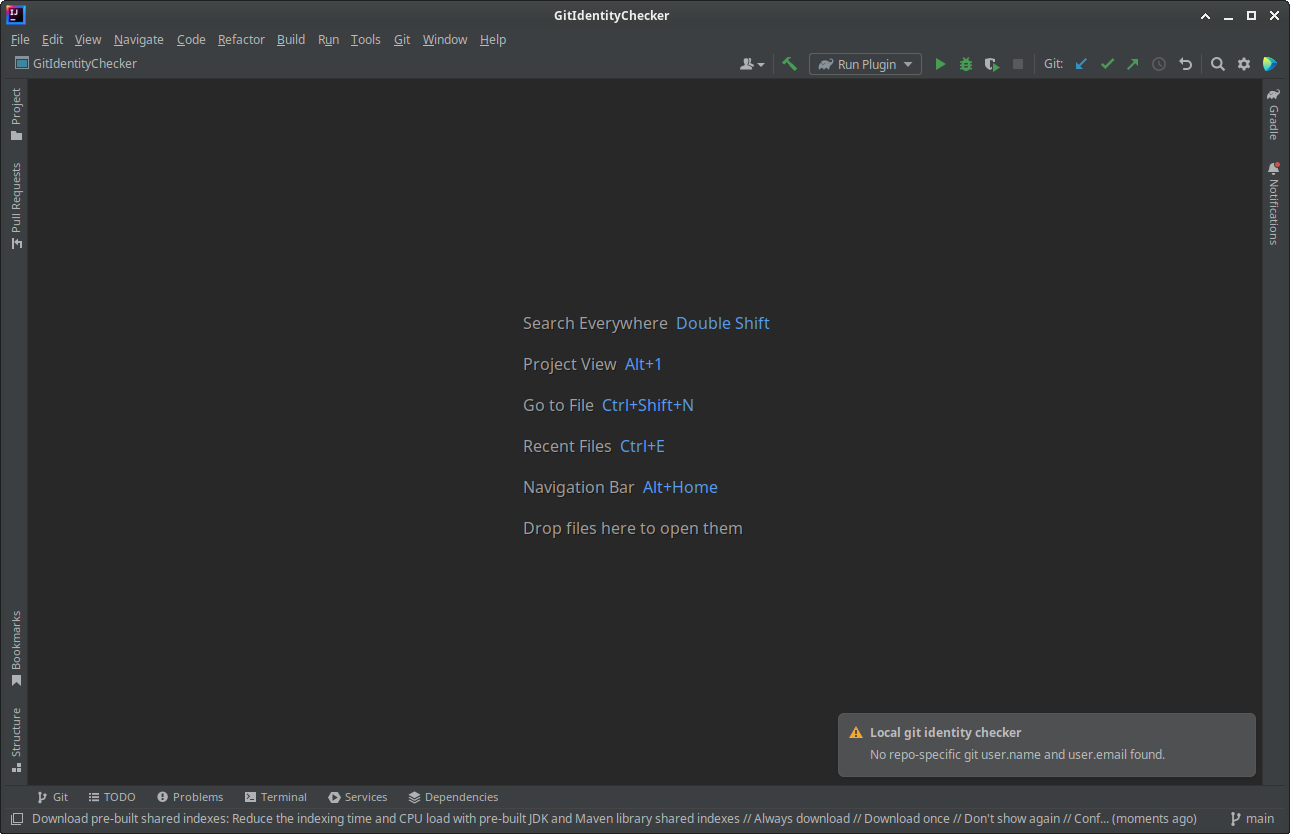 GitIdentityChecker
File Edit View Navigate Code Refactor Build Run Tools Git Window Help
GitIdentityChecker Run Plugin Git:
Project
Pull Requests
Bookmarks
Structure
Search Everywhere Double Shift
Project View Alt+1
Go to File Ctrl+Shift+N
Recent Files Ctrl+E
Navigation Bar Alt+Home
Drop files here to open them
Gradle
Notifications
Local git identity checker
No repo-specific git user.name and user.email found.
Git TODO Problems Terminal Services Dependencies
Download pre-built shared indexes: Reduce the indexing time and CPU load with pre-built JDK and Maven library shared indexes // Always download // Download once // Don't show again // Conf... (moments ago) main